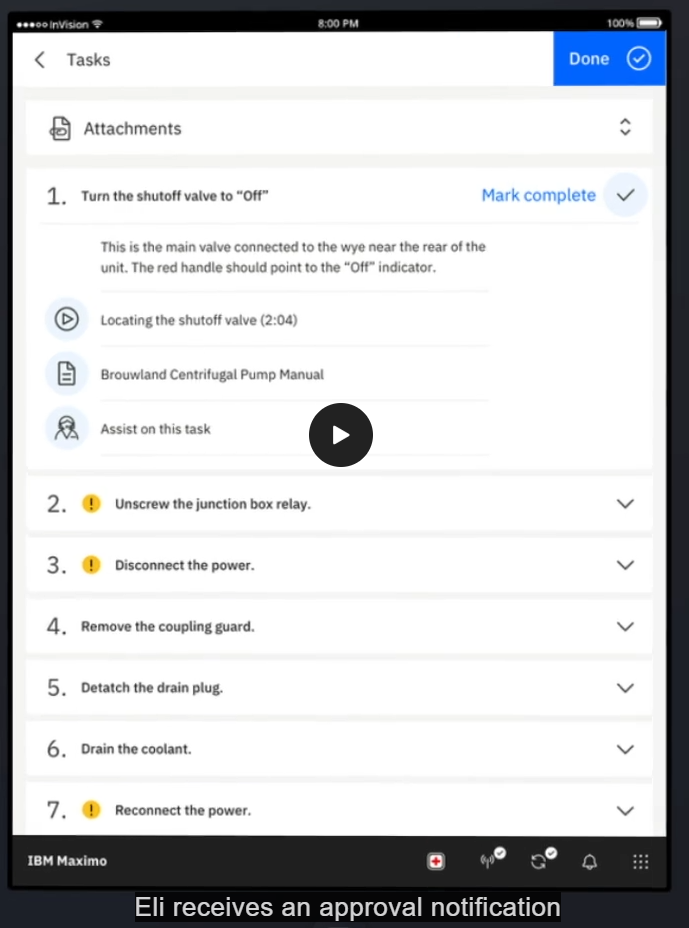 InVision
8:00 PM
100%
Tasks
Done
Attachments
1. Turn the shutoff valve to “Off”
Mark complete
This is the main valve connected to the wye near the rear of the
unit. The red handle should point to the “Off” indicator.
Locating the shutoff valve (2:04)
Brouwland Centrifugal Pump Manual
Assist on this task
2. ! Unscrew the junction box relay.
3. ! Disconnect the power.
4. Remove the coupling guard.
5. Detatch the drain plug.
6. Drain the coolant.
7. ! Reconnect the power.
IBM Maximo
Eli receives an approval notification